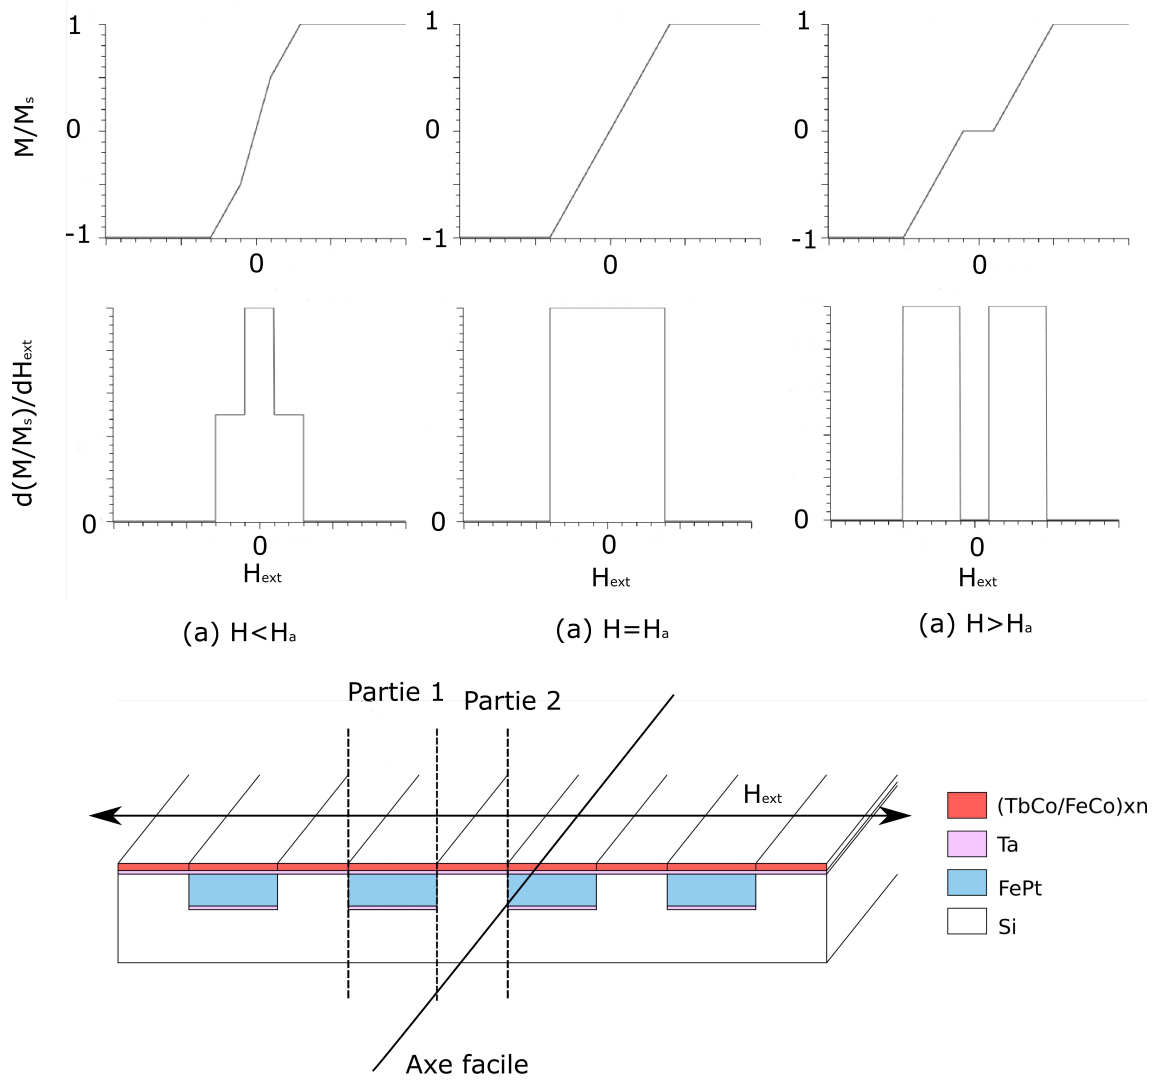 1
0
-1
M/Ms
0
1
0
-1
0
1
0
-1
0
d(M/Ms)/dHext
0
0
Hext
0
0
Hext
0
0
Hext
(a) H<Ha
(a) H=Ha
(a) H>Ha
Partie 1
Partie 2
Hext
(TbCo/FeCo)xn
Ta
FePt
Si
Axe facile